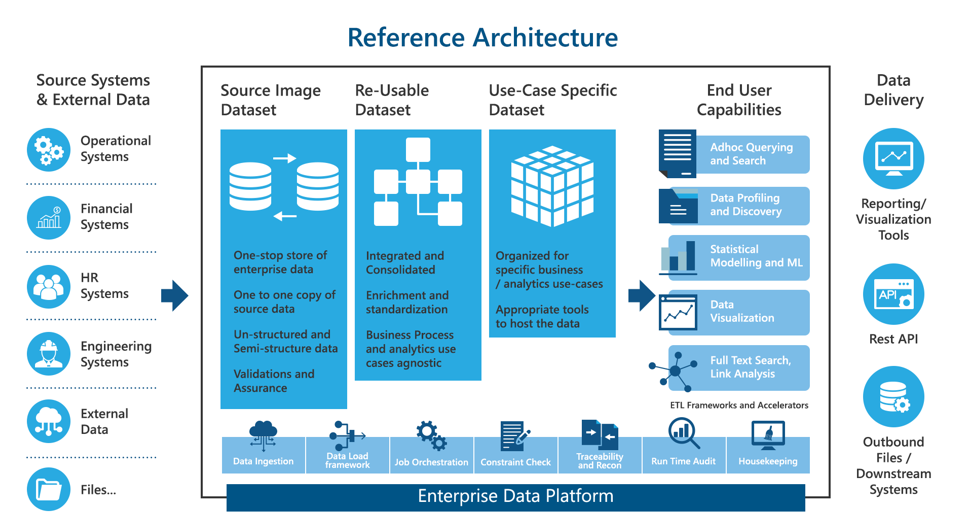 Reference Architecture
Source Systems
& External Data
Operational
Systems
Financial
Systems
HR
Systems
Engineering
Systems
External
Data
Files...
Source Image
Dataset
One-stop store of
enterprise data
One to one copy of
source data
Un-structured and
Semi-structure data
Validations and
Assurance
Re-Usable
Dataset
Integrated and
Consolidated
Enrichment and
standardization
Business Process
and analytics use
cases agnostic
Use-Case Specific
Dataset
Organized for
specific business
/ analytics use-cases
Appropriate tools
to host the data
End User
Capabilities
Adhoc Querying
and Search
Data Profiling
and Discovery
Statistical
Modelling and ML
Data
Visualization
Full Text Search,
Link Analysis
ETL Frameworks and Accelerators
Data Ingestion
Data Load
framework
Job Orchestration
Constraint Check
Traceability
and Recon
Run Time Audit
Housekeeping
Enterprise Data Platform
Data
Delivery
Reporting/
Visualization
Tools
API
Rest API
Outbound
Files /
Downstream
Systems